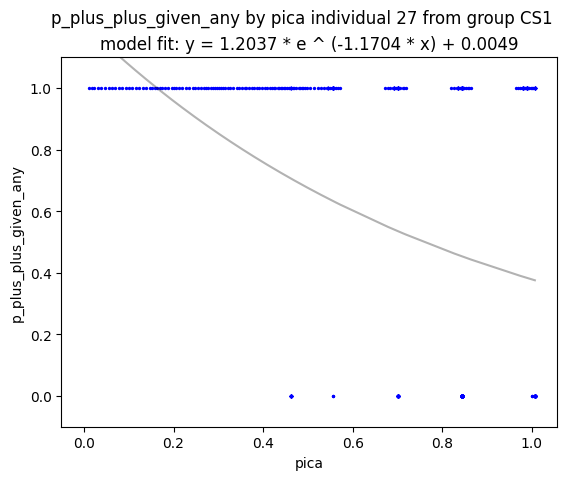 p_plus_plus_given_any by pica individual 27 from group CS1
model fit: y = 1.2037 * e ^ (-1.1704 * x) + 0.0049
p_plus_plus_given_any
1.0
0.8
0.6
0.4
0.2
0.0
0.0 0.2 0.4 0.6 0.8 1.0
pica